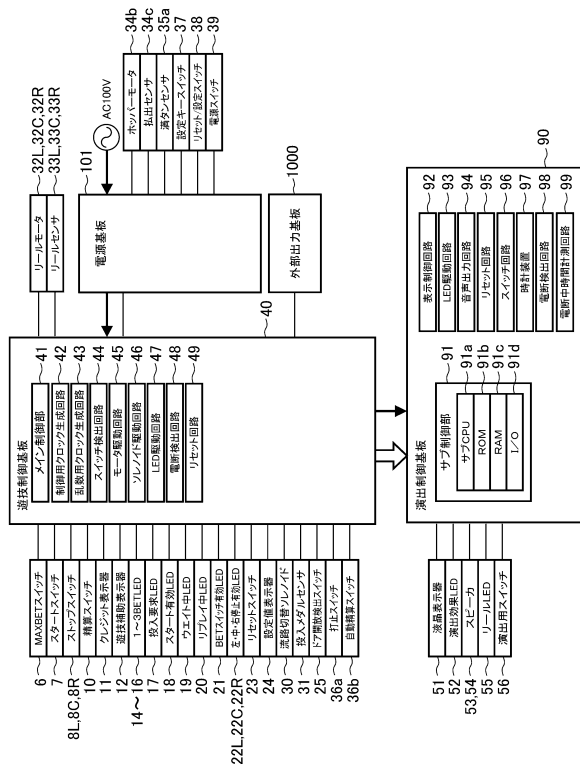 6 MAXBETスイッチ
7 スタートスイッチ
8L,8C,8R ストップスイッチ
10 精算スイッチ
11 クレジット表示器
12 遊技補助表示器
14～16 1～3BETLED
17 投入要求LED
18 スタート有効LED
19 ウエイト中LED
20 リプレイ中LED
21 BETスイッチ有効LED
22L,22C,22R 左・中・右停止有効LED
23 リセットスイッチ
24 設定値表示器
30 流路切替ソレノイド
31 投入メダルセンサ
25 ドア開放検出スイッチ
36a 打止スイッチ
36b 自動精算スイッチ
遊技制御基板
メイン制御部 41
制御用クロック生成回路 42
乱数用クロック生成回路 43
スイッチ検出回路 44
モータ駆動回路 45
ソレノイド駆動回路 46
LED駆動回路 47
電断検出回路 48
リセット回路 49
40
リールモータ 32L,32C,32R
リールセンサ 33L,33C,33R
電源基板
101
AC100V
ホッパーモータ 34b
払出センサ 34c
満タンセンサ 35a
設定キースイッチ 37
リセット/設定スイッチ 38
電源スイッチ 39
外部出力基板
1000
51 液晶表示器
52 演出効果LED
53,54 スピーカ
55 リールLED
56 演出用スイッチ
演出制御基板
サブ制御部
91
サブCPU 91a
ROM 91b
RAM 91c
I/O 91d
表示制御回路 92
LED駆動回路 93
音声出力回路 94
リセット回路 95
スイッチ回路 96
時計装置 97
電断検出回路 98
電断中時間計測回路 99
90